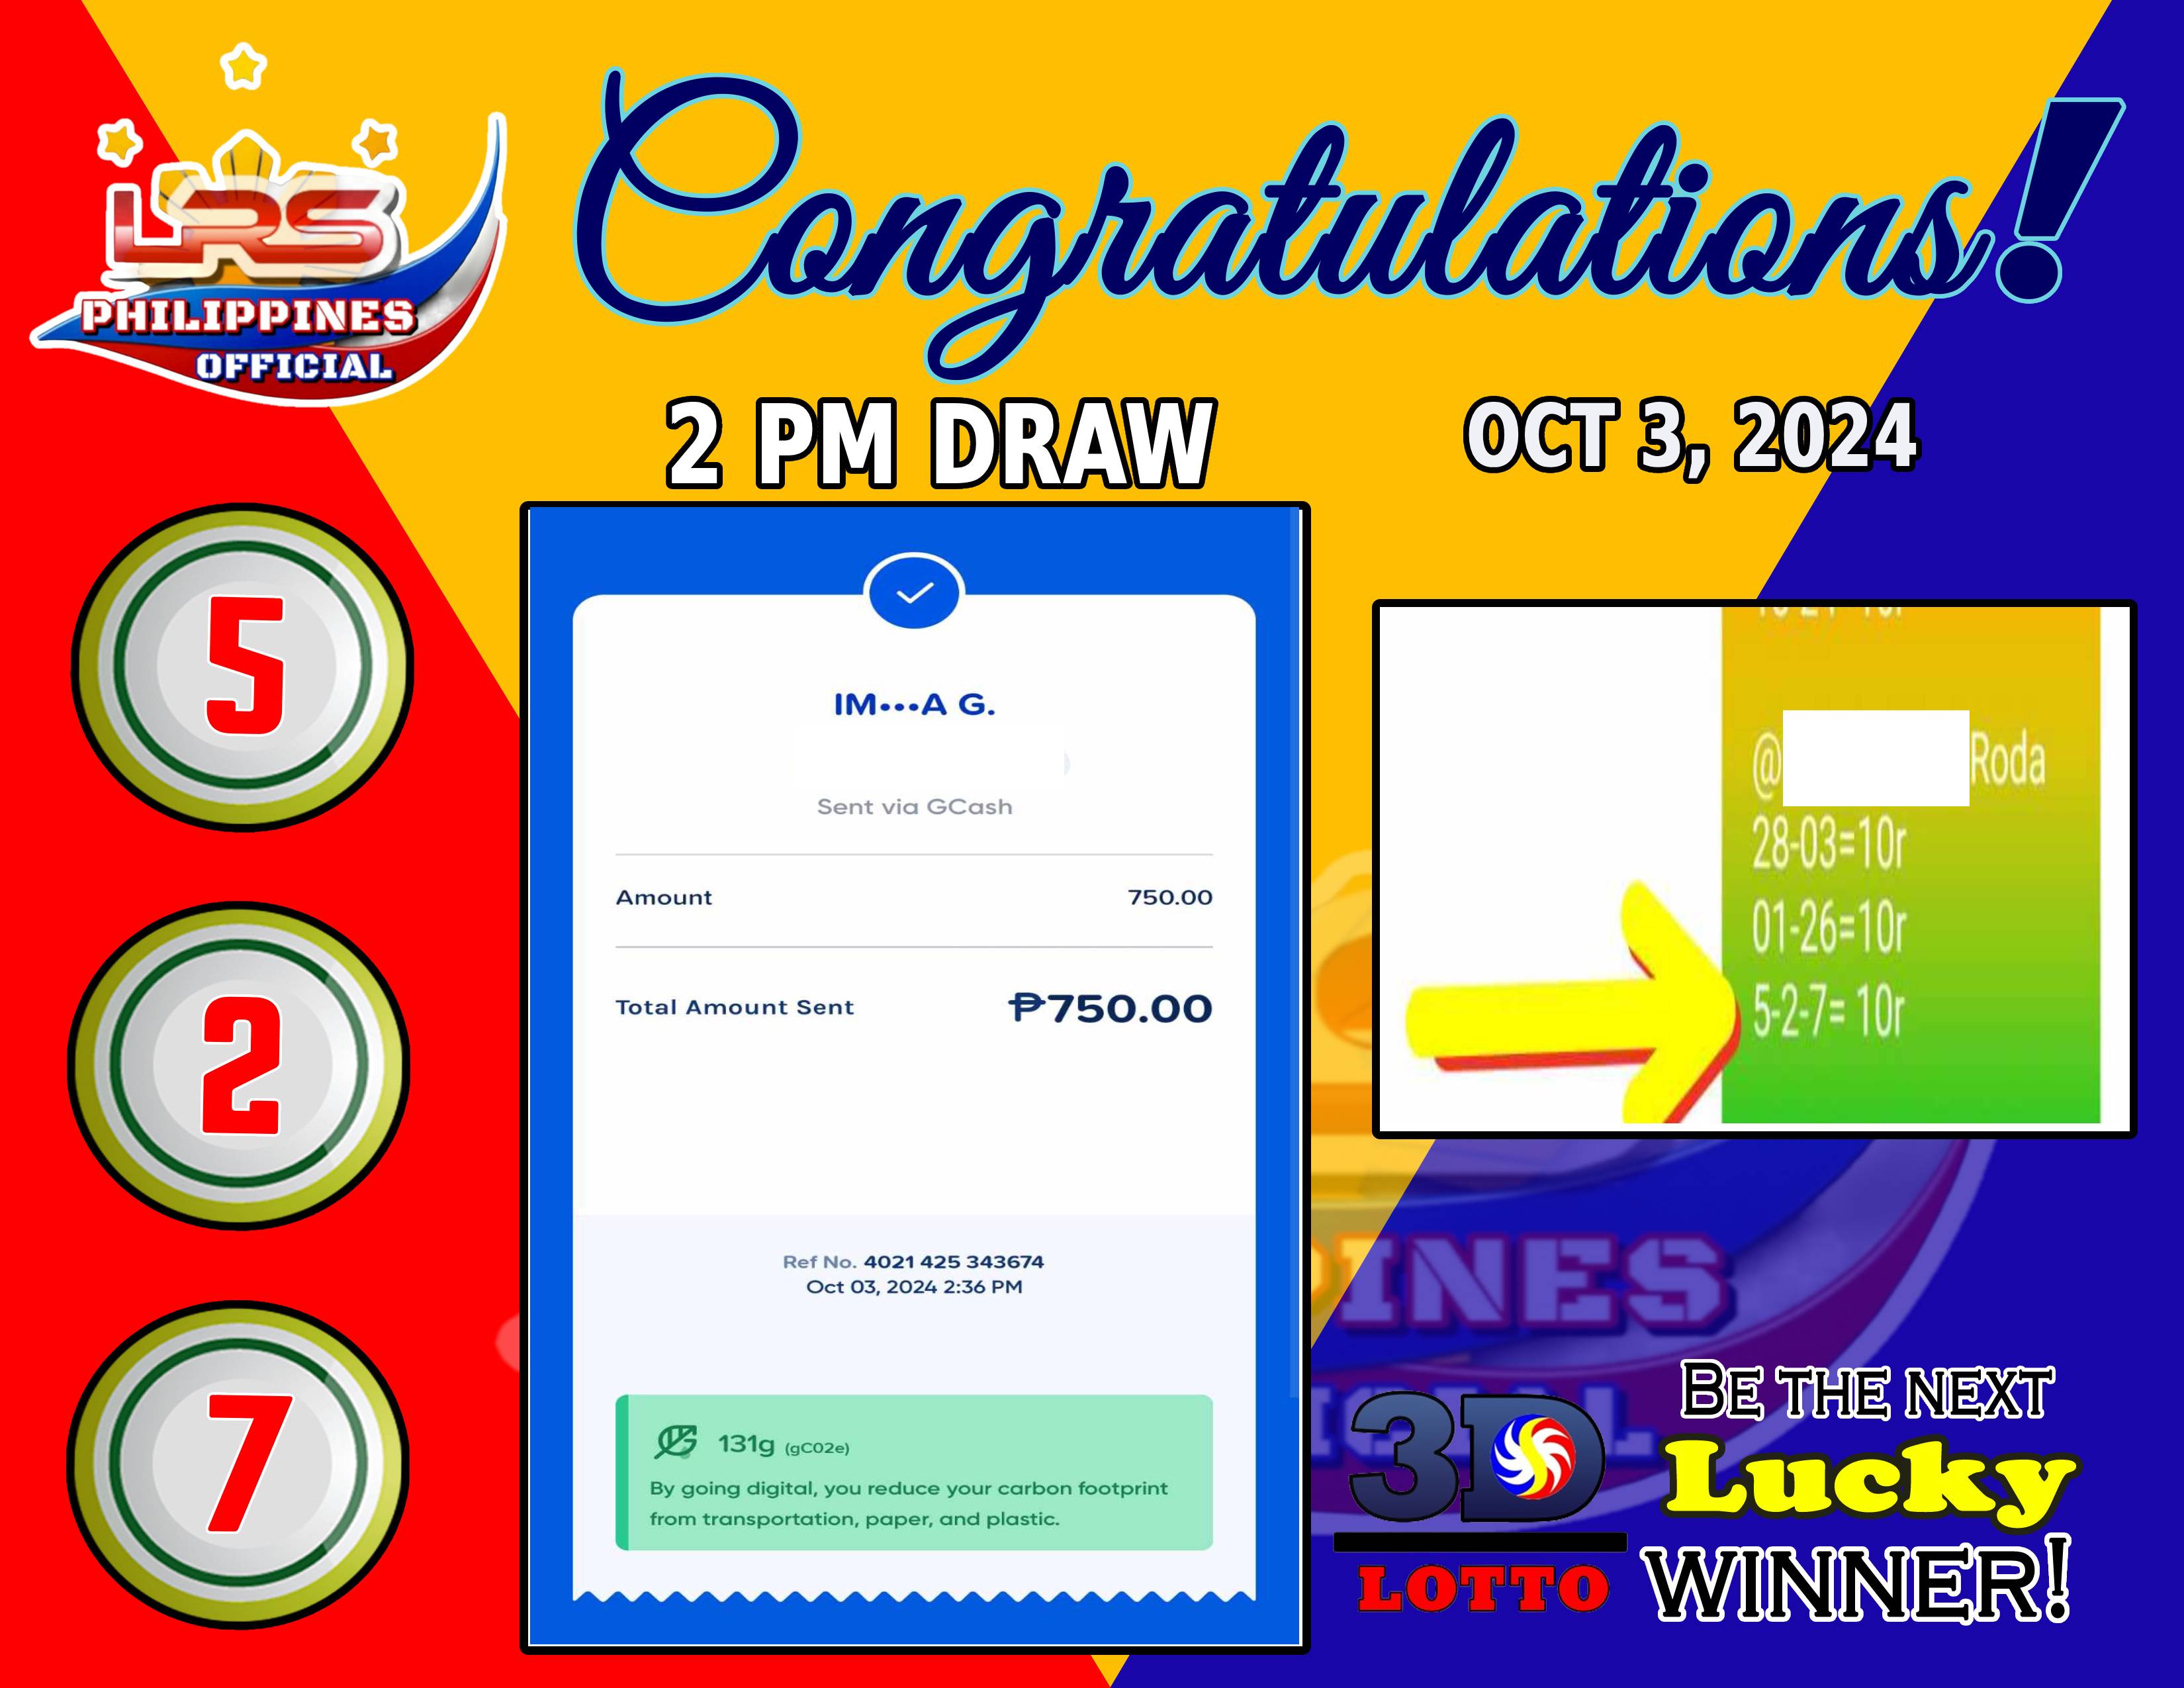 LRS
PHILIPPINES
OFFICIAL
Congratulations!
2 PM DRAW
OCT 3, 2024
5
2
7
IM•••A G.
Sent via GCash
Amount 750.00
Total Amount Sent ₱750.00
Ref No. 4021 425 343674
Oct 03, 2024 2:36 PM
131g (gC02e)
By going digital, you reduce your carbon footprint
from transportation, paper, and plastic.
@ Roda
28-03=10r
01-26=10r
5-2-7= 10r
3D
LOTTO
BE THE NEXT
Lucky
WINNER!